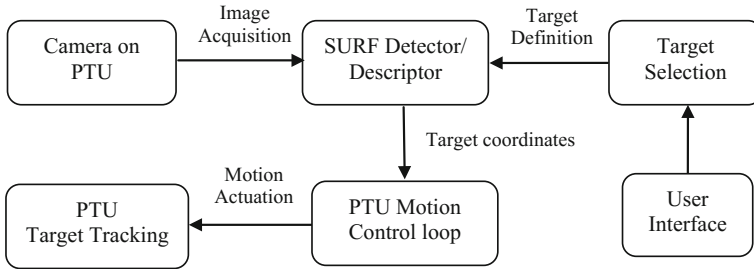 Image
Acquisition
Target
Definition
Camera on
PTU
SURF Detector/
Descriptor
Target
Selection
Target coordinates
Motion
Actuation
PTU
Target Tracking
PTU Motion
Control loop
User
Interface